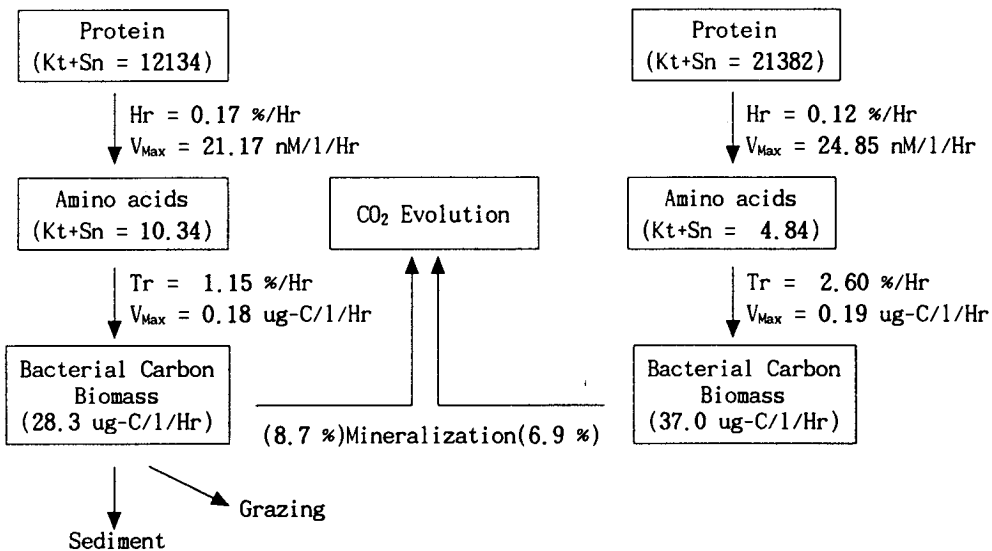 Protein
(Kt+Sn = 12134)
Hr = 0.17 %/Hr
VMax = 21.17 nM/l/Hr
Amino acids
(Kt+Sn = 10.34)
Tr = 1.15 %/Hr
VMax = 0.18 ug-C/l/Hr
Bacterial Carbon
Biomass
(28.3 ug-C/l/Hr)
Grazing
Sediment
CO₂ Evolution
(8.7 %)Mineralization(6.9 %)
Protein
(Kt+Sn = 21382)
Hr = 0.12 %/Hr
VMax = 24.85 nM/l/Hr
Amino acids
(Kt+Sn = 4.84)
Tr = 2.60 %/Hr
VMax = 0.19 ug-C/l/Hr
Bacterial Carbon
Biomass
(37.0 ug-C/l/Hr)